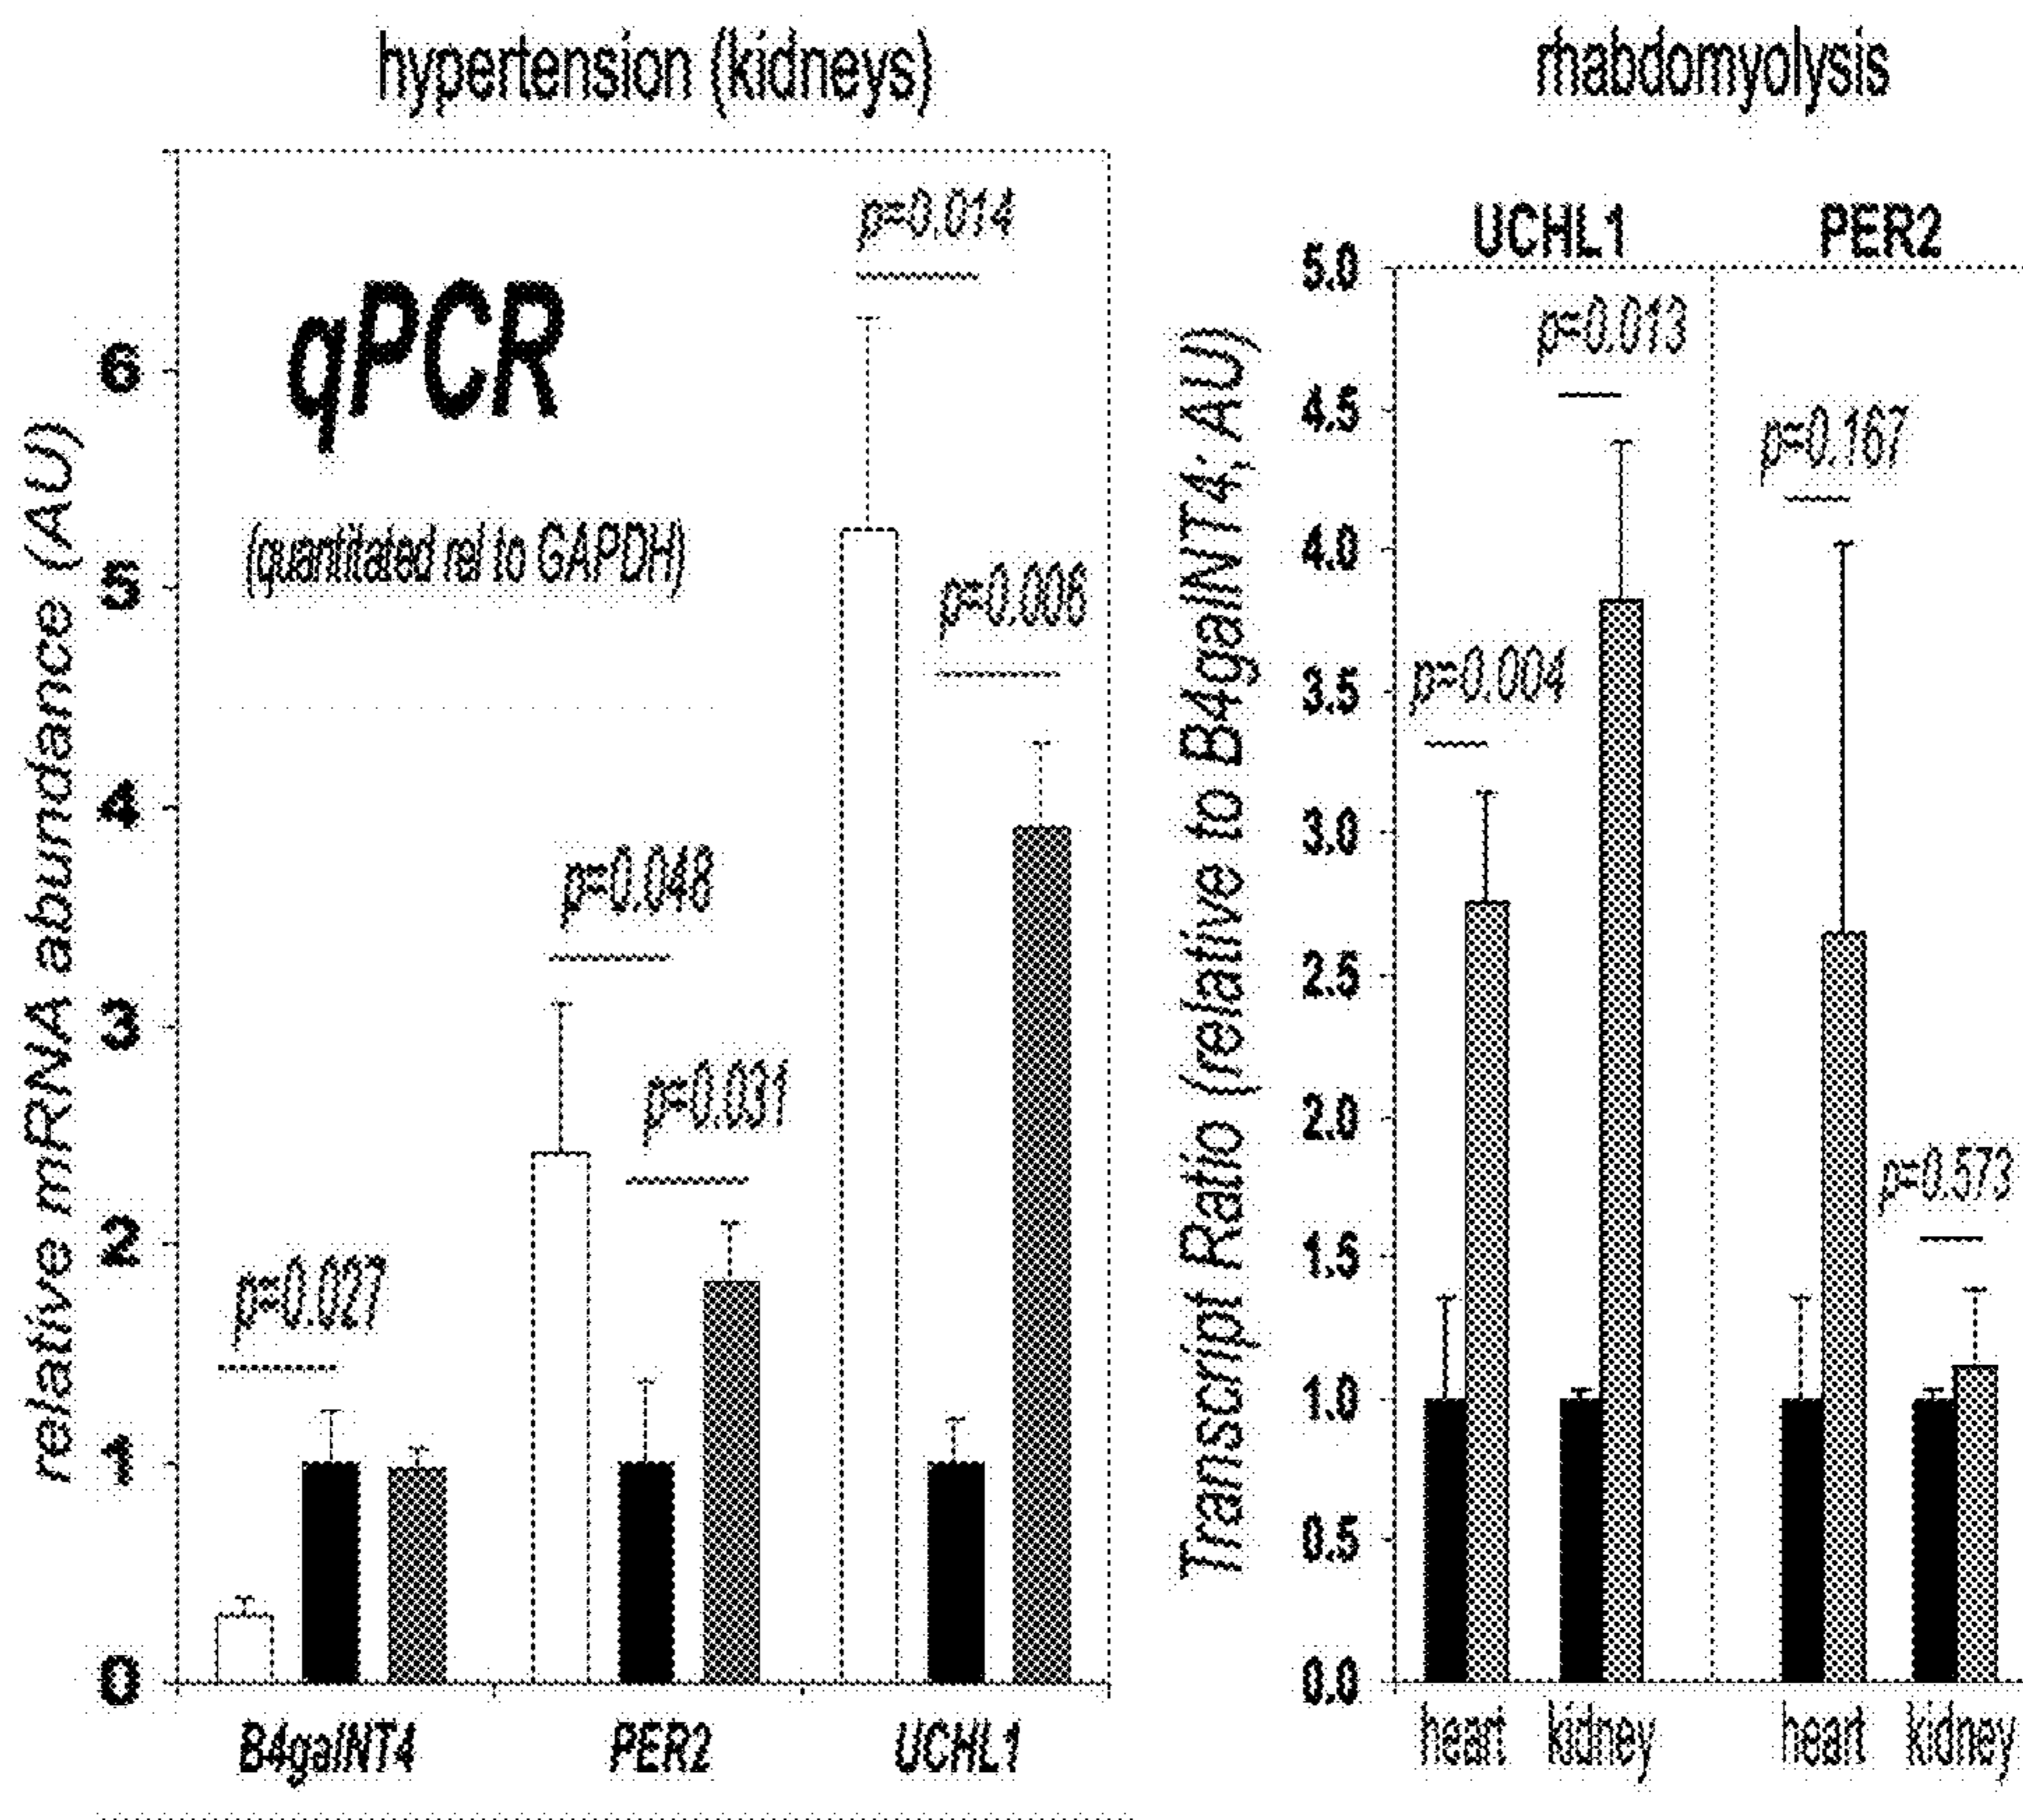 hypertension (kidneys)
qPCR
(quantitated rel to GAPDH)
relative mRNA abundance (AU)
6
5
4
3
2
1
0
p=0.027
p=0.048
p=0.031
p=0.014
p=0.006
B4galNT4
PER2
UCHL1
rhabdomyolysis
UCHL1
PER2
Transcript Ratio (relative to B4galNT4; AU)
5.0
4.5
4.0
3.5
3.0
2.5
2.0
1.5
1.0
0.5
0.0
p=0.004
p=0.013
p=0.167
p=0.573
heart
kidney
heart
kidney